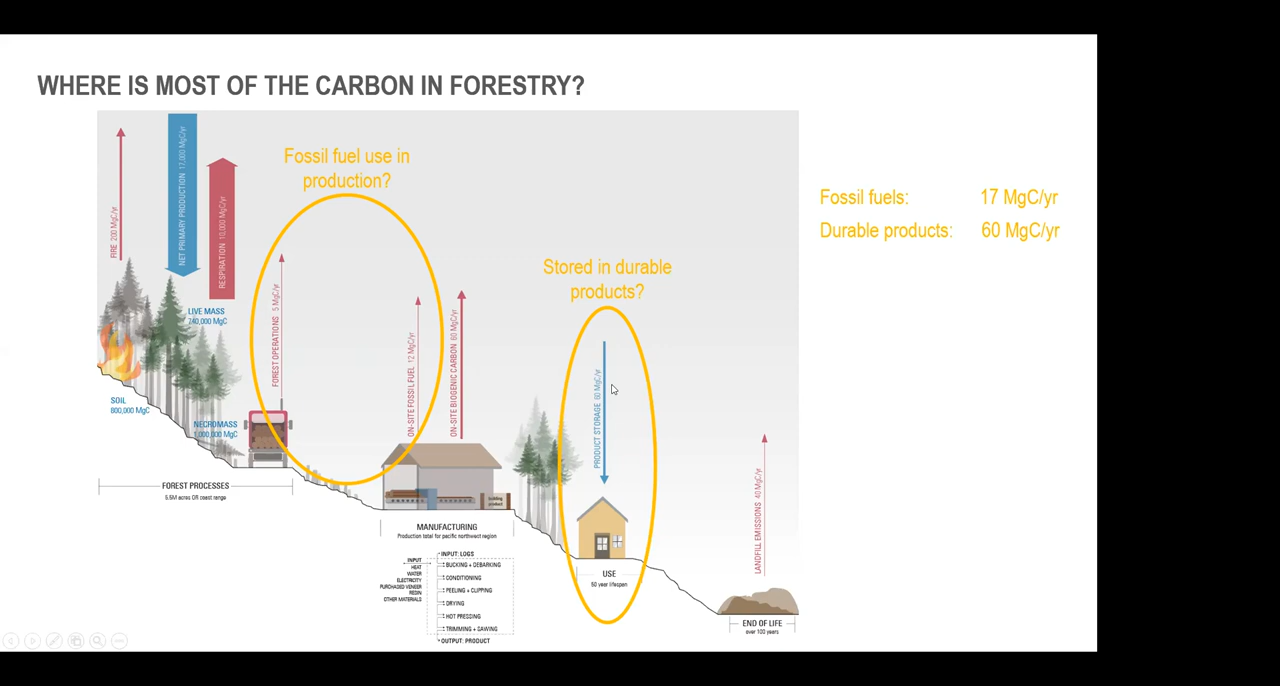 WHERE IS MOST OF THE CARBON IN FORESTRY?
FIRE 200 MgC/yr
NET PRIMARY PRODUCTION 17,000 MgC/yr
RESPIRATION 10,000 MgC/yr
Fossil fuel use in
production?
Fossil fuels: 17 MgC/yr
Durable products: 60 MgC/yr
Stored in durable
products?
FOREST OPERATIONS 5 MgC/yr
ON-SITE FOSSIL FUEL 12 MgC/yr
ON-SITE BIOGENIC CARBON 60 MgC/yr
PRODUCT STORAGE 60 MgC/yr
LANDFILL EMISSIONS 40 MgC/yr
LIVE MASS
740,000 MgC
SOIL
800,000 MgC
NECROMASS
1,000,000 MgC
FOREST PROCESSES
5.5M acres OR coast range
building
product
MANUFACTURING
Production total for pacific northwest region
USE
50 year lifespan
END OF LIFE
over 100 years
INPUT
HEAT
WATER
ELECTRICITY
PURCHASED VENEER
RESIN
OTHER MATERIALS
INPUT: LOGS
BUCKING + DEBARKING
CONDITIONING
PEELING + CLIPPING
DRYING
HOT PRESSING
TRIMMING + SAWING
OUTPUT: PRODUCT